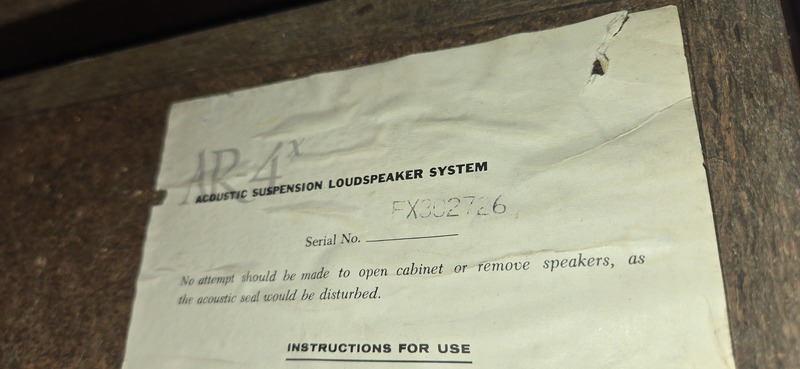 AR-4x
ACOUSTIC SUSPENSION LOUDSPEAKER SYSTEM
FX302726
Serial No.
No attempt should be made to open cabinet or remove speakers, as
the acoustic seal would be disturbed.
INSTRUCTIONS FOR USE